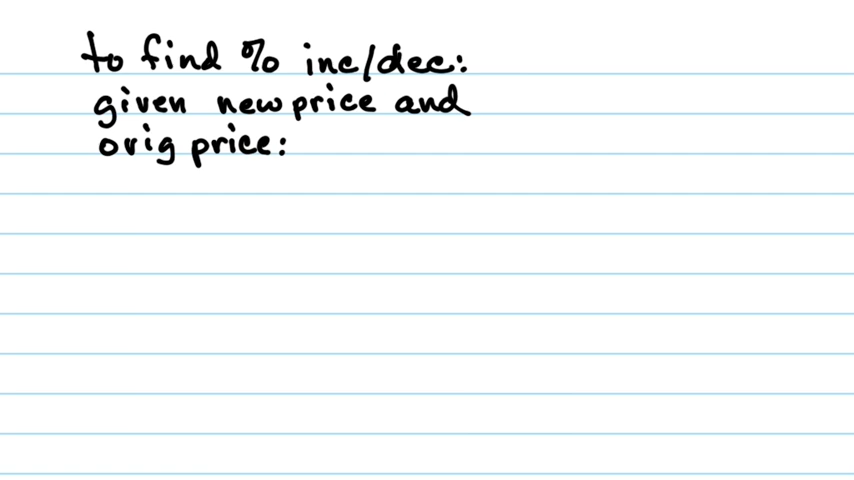 to find % inc/dec:
given new price and
orig price: